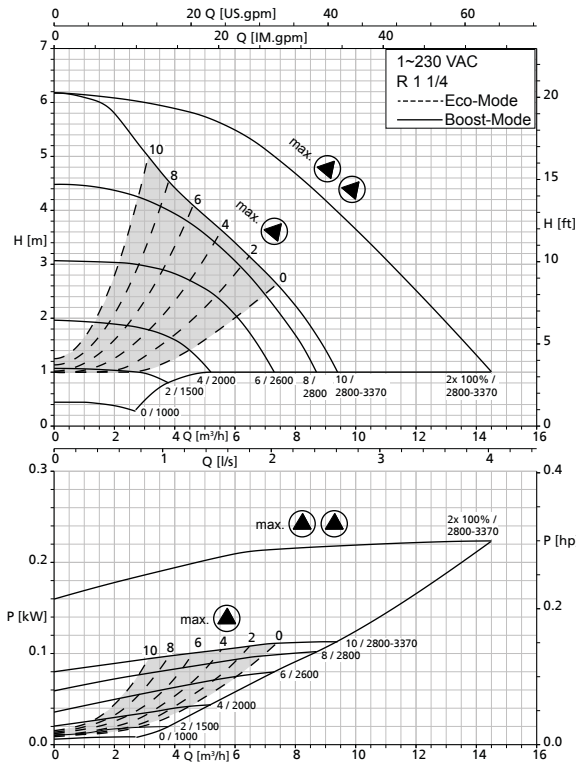 0 20 Q [US.gpm] 40 60
0 Q [IM.gpm] 20 30 40 50
7
6
5
4
H [m]
3
2
1
0
1~230 VAC
R 1 1/4
Eco-Mode
Boost-Mode
20
15
H [ft]
10
5
0
max.
max.
10
8
6
4
2
0
4 / 2000
2 / 1500
0 / 1000
6 / 2600
8 /
2800
10 /
2800-3370
2x 100% /
2800-3370
0 2 4 Q [m³/h] 6 8 10 12 14 16
0 1 Q [l/s] 2 3 4
0.3
0.2
P [kW]
0.1
0.0
0.4
P [hp
0.2
0.0
max.
2x 100% /
2800-3370
max.
10 8 6 4 2 0
10 / 2800-3370
8 / 2800
6 / 2600
4 / 2000
2 / 1500
0 / 1000
0 2 4 Q [m³/h] 6 8 10 12 14 16